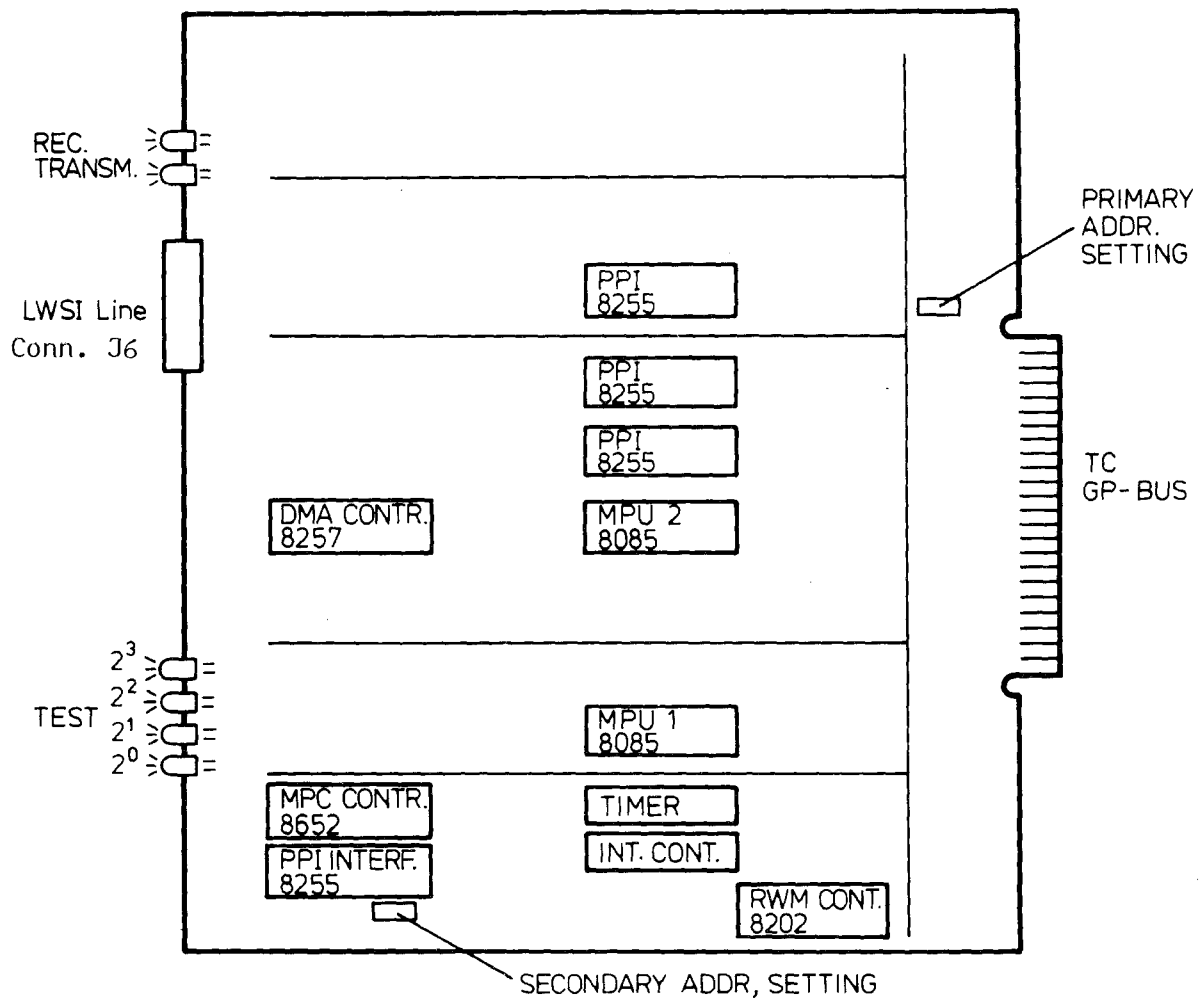 REC.
TRANSM.
PRIMARY
ADDR.
SETTING
LWSI Line
Conn. J6
PPI
8255
PPI
8255
PPI
8255
TC
GP-BUS
DMA CONTR.
8257
MPU 2
8085
TEST
2³
2²
2¹
2⁰
MPU 1
8085
MPC CONTR.
8652
TIMER
PPI INTERF.
8255
INT. CONT.
RWM CONT.
8202
SECONDARY ADDR, SETTING